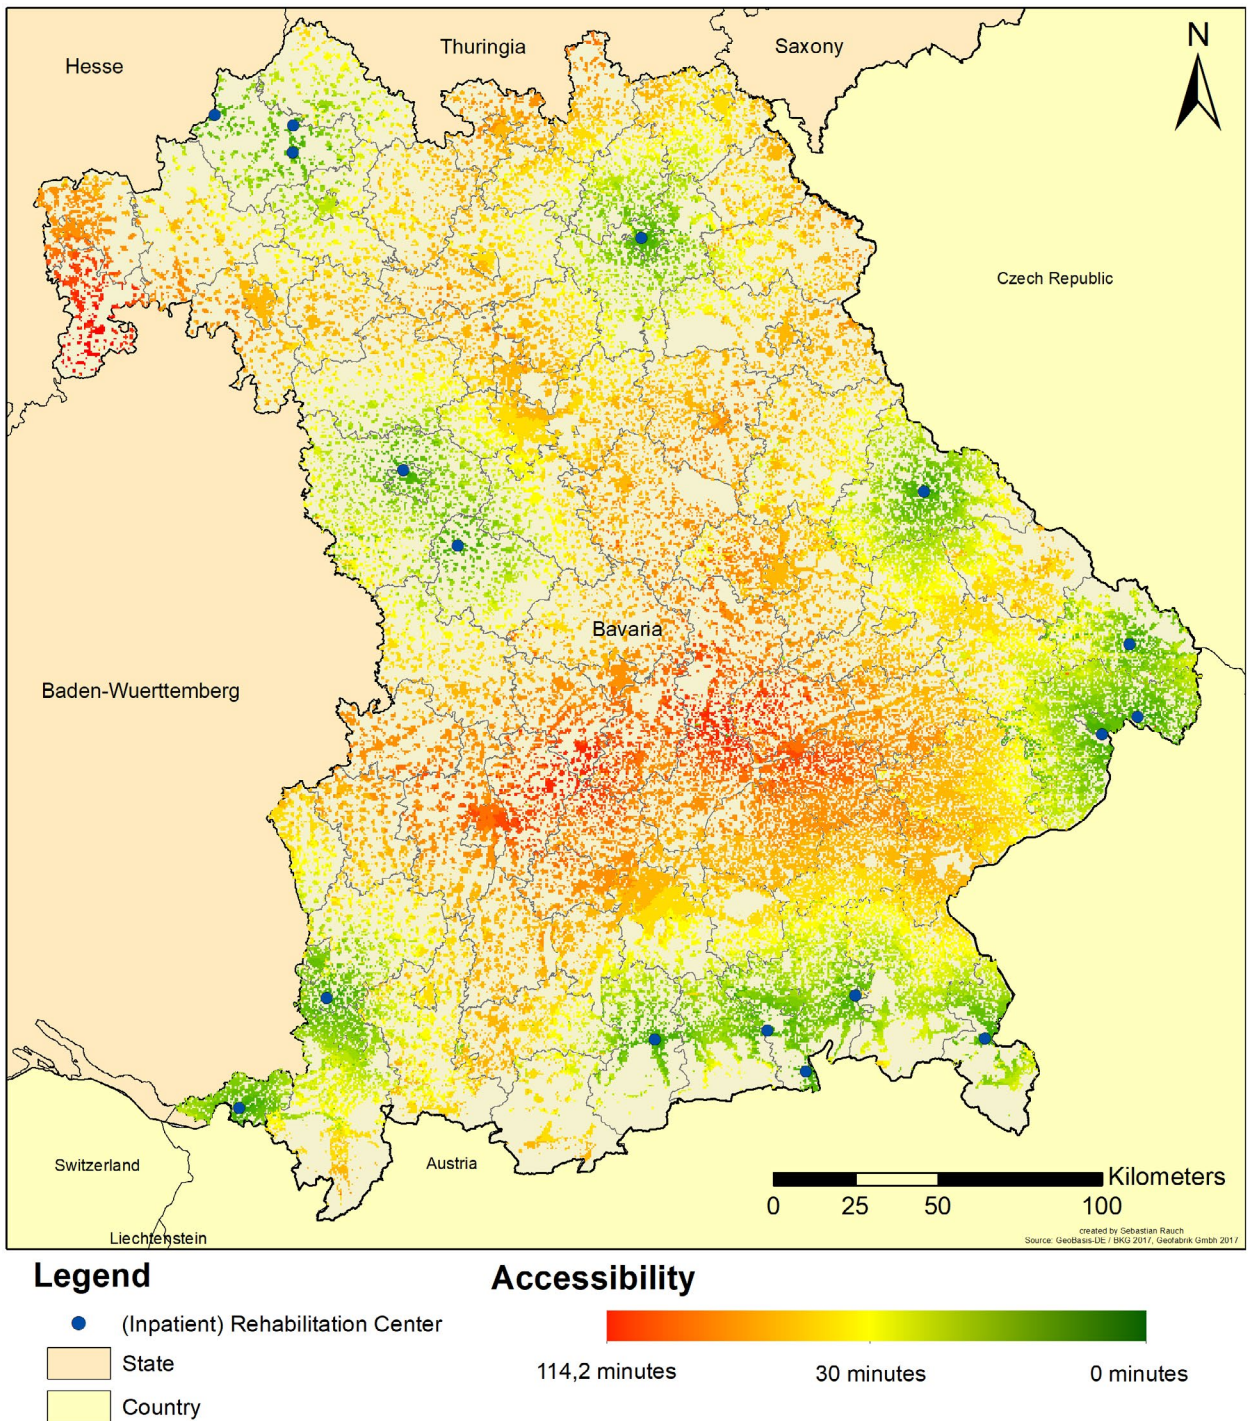 Thuringia
Saxony
Hesse
N
Czech Republic
Bavaria
Baden-Wuerttemberg
Switzerland
Austria
Liechtenstein
Kilometers
0 25 50 100
created by Sebastian Rauch
Source: GeoBasis-DE / BKG 2017, Geofabrik Gmbh 2017
Legend
(Inpatient) Rehabilitation Center
State
Country
Accessibility
114,2 minutes 30 minutes 0 minutes